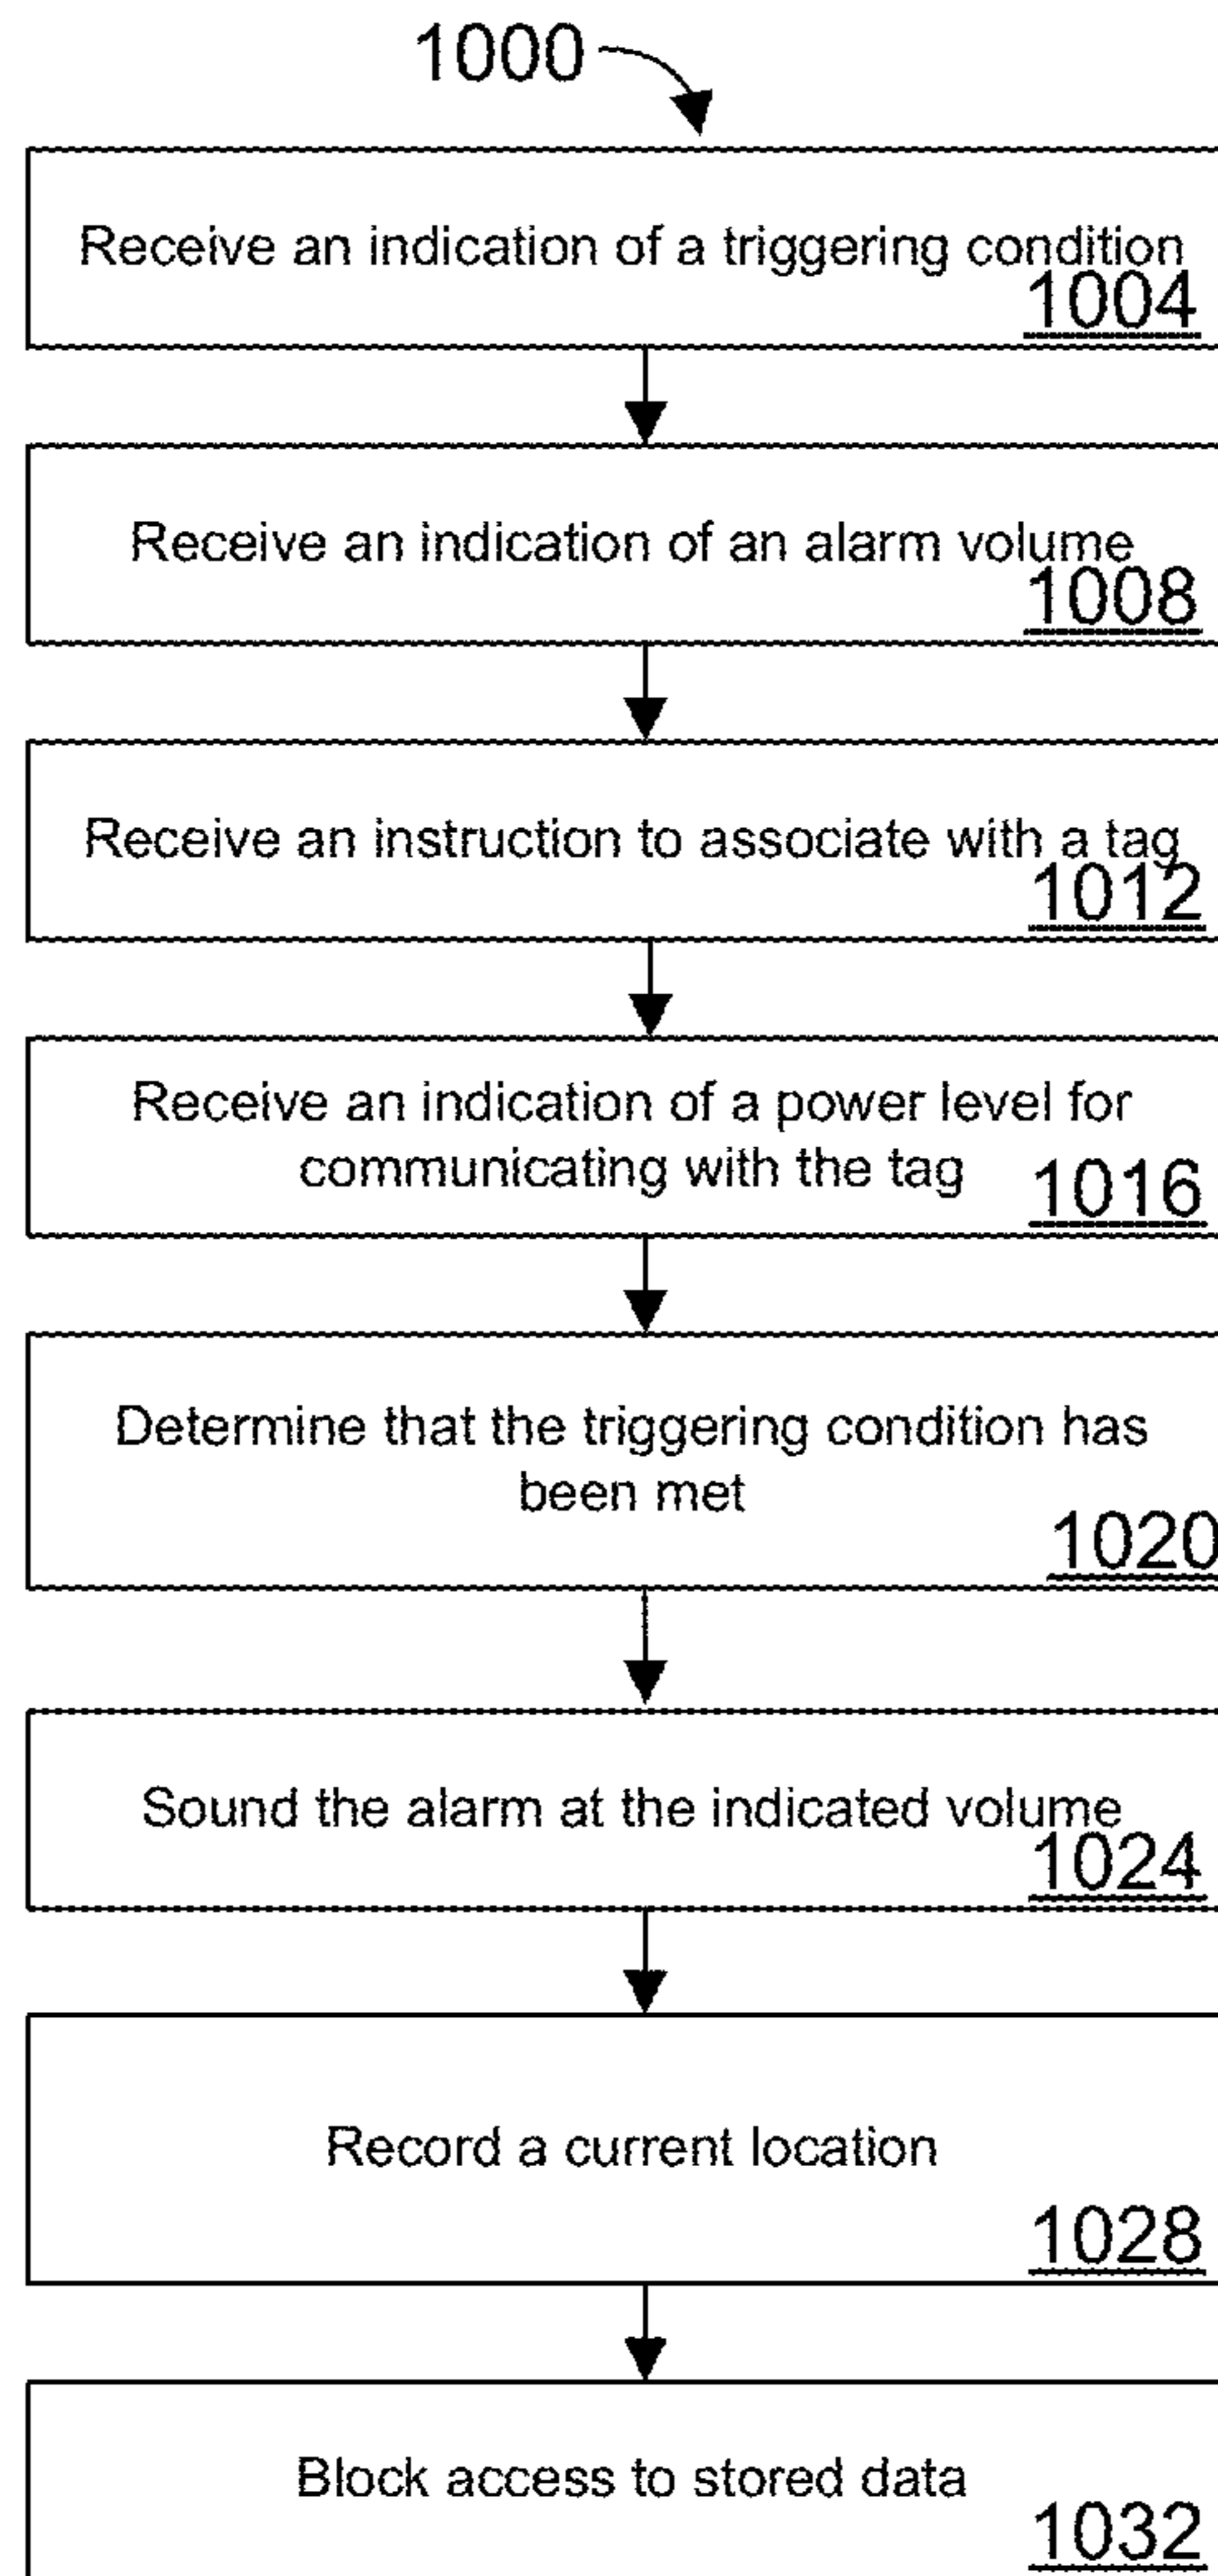 1000
Receive an indication of a triggering condition
1004
Receive an indication of an alarm volume
1008
Receive an instruction to associate with a tag
1012
Receive an indication of a power level for
communicating with the tag
1016
Determine that the triggering condition has
been met
1020
Sound the alarm at the indicated volume
1024
Record a current location
1028
Block access to stored data
1032